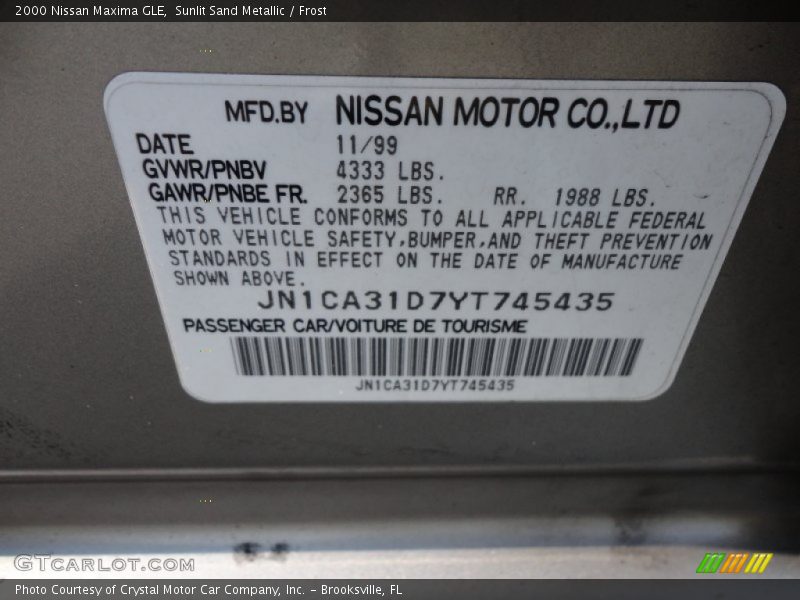 2000 Nissan Maxima GLE,  Sunlit Sand Metallic / Frost
MFD.BY NISSAN MOTOR CO.,LTD
DATE 11/99
GVWR/PNBV 4333 LBS.
GAWR/PNBE FR. 2365 LBS. RR. 1988 LBS.
THIS VEHICLE CONFORMS TO ALL APPLICABLE FEDERAL
MOTOR VEHICLE SAFETY,BUMPER,AND THEFT PREVENTION
STANDARDS IN EFFECT ON THE DATE OF MANUFACTURE
SHOWN ABOVE.
JN1CA31D7YT745435
PASSENGER CAR/VOITURE DE TOURISME
JN1CA31D7YT745435
GTCARLOT.COM
Photo Courtesy of Crystal Motor Car Company, Inc. – Brooksville, FL